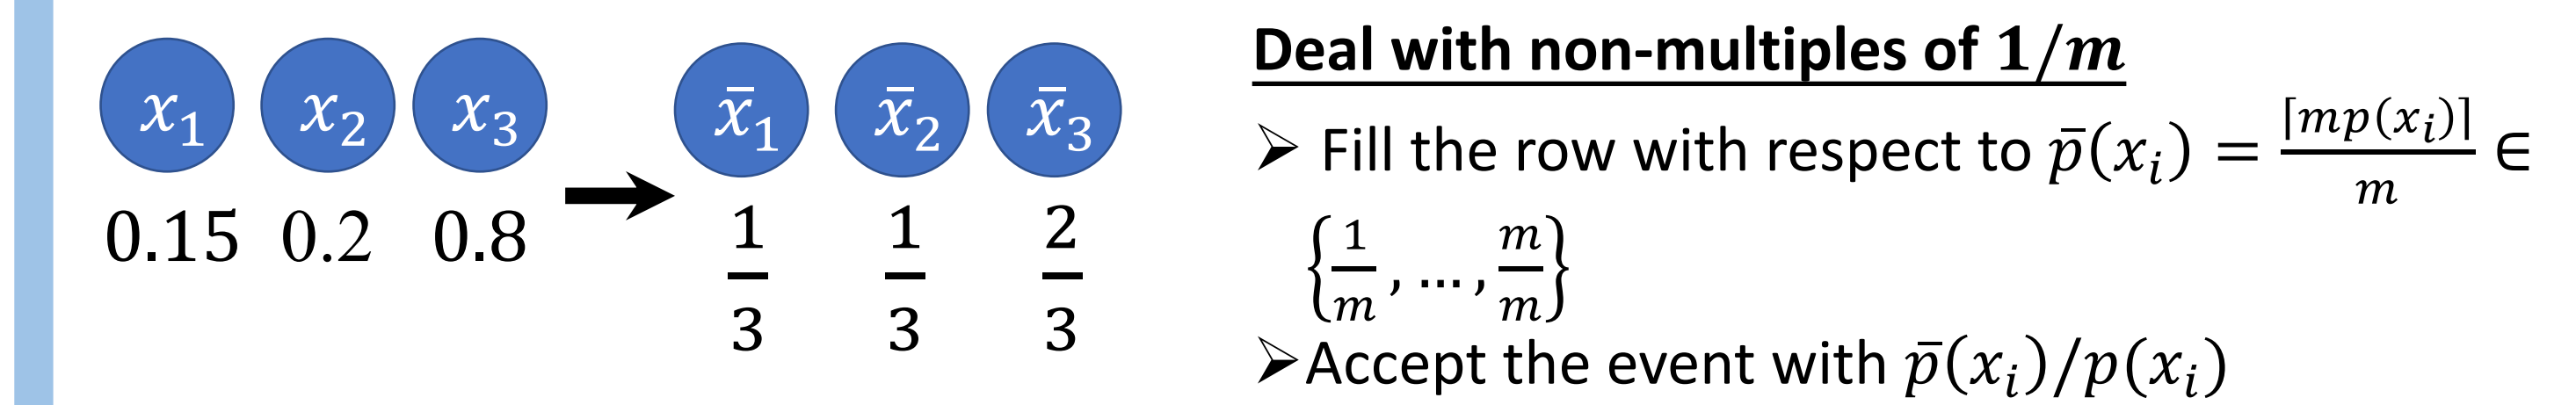 x₁ x₂ x₃
0.15 0.2 0.8
x̄₁ x̄₂ x̄₃
1/3 1/3 2/3
Deal with non-multiples of 1/m
➢ Fill the row with respect to p̄(xᵢ) = ⌈mp(xᵢ)⌉/m ∈
{1/m, …, m/m}
➢Accept the event with p̄(xᵢ)/p(xᵢ)